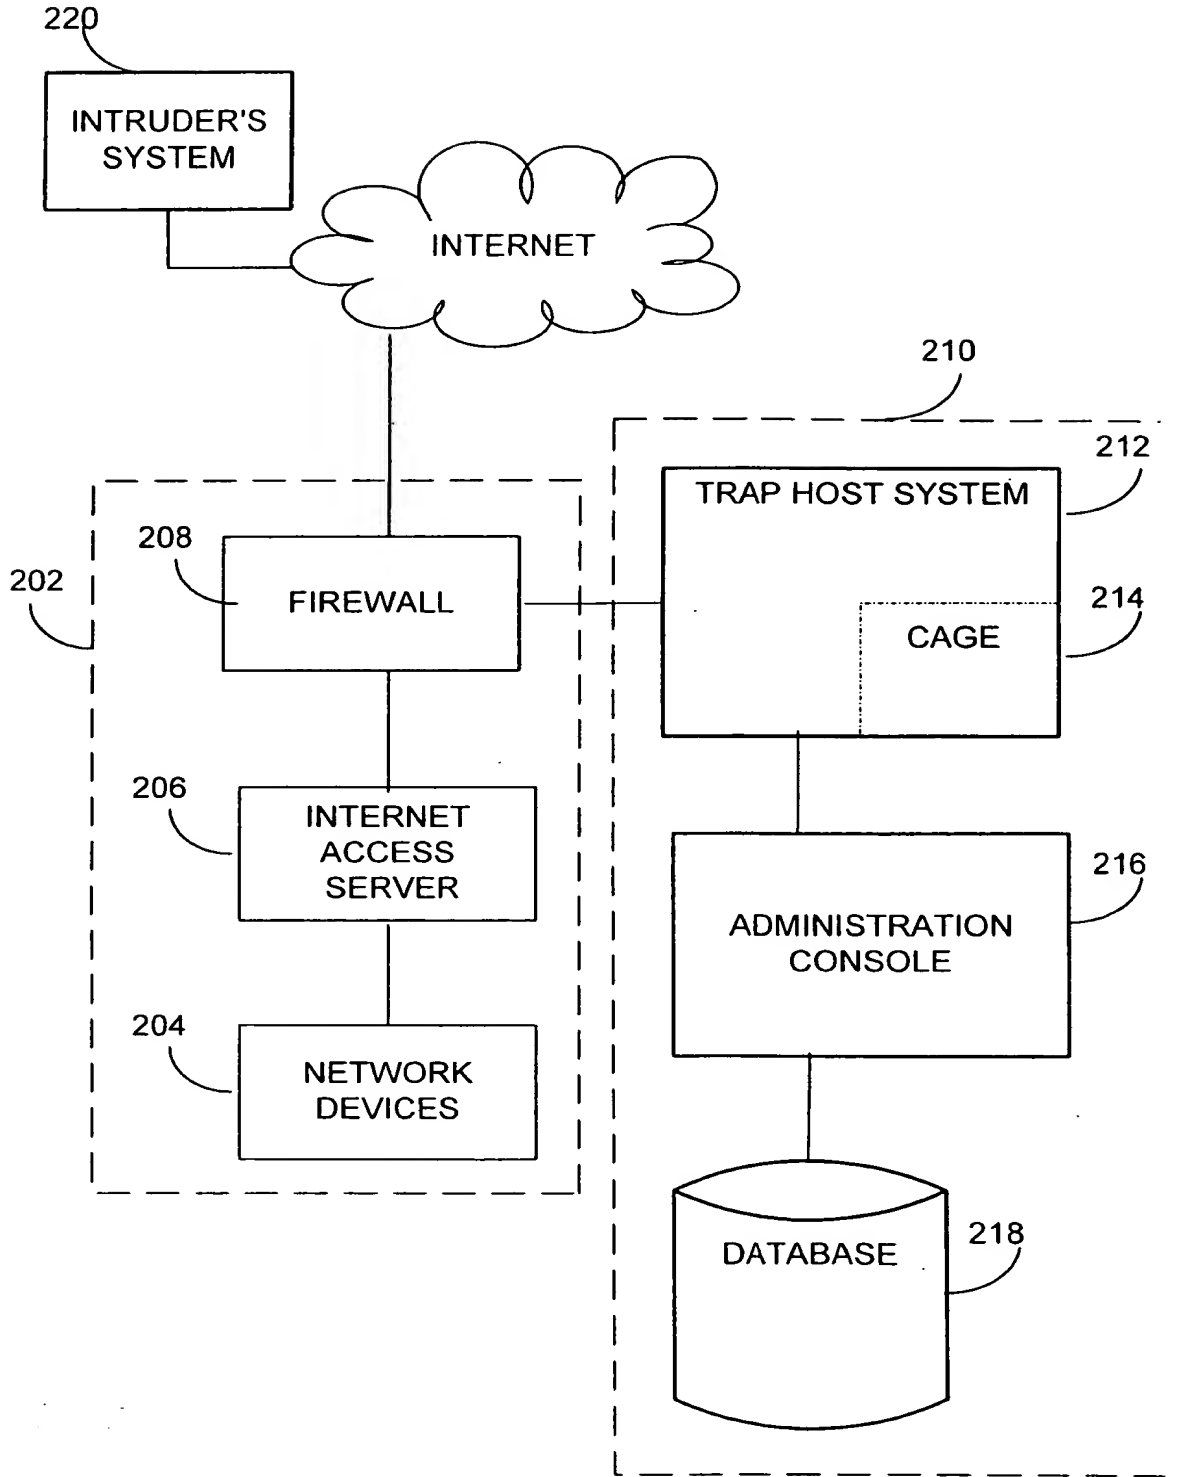 220
INTRUDER'S
SYSTEM
INTERNET
210
212
TRAP HOST SYSTEM
208
FIREWALL
202
214
CAGE
206
INTERNET
ACCESS
SERVER
216
ADMINISTRATION
CONSOLE
204
NETWORK
DEVICES
218
DATABASE